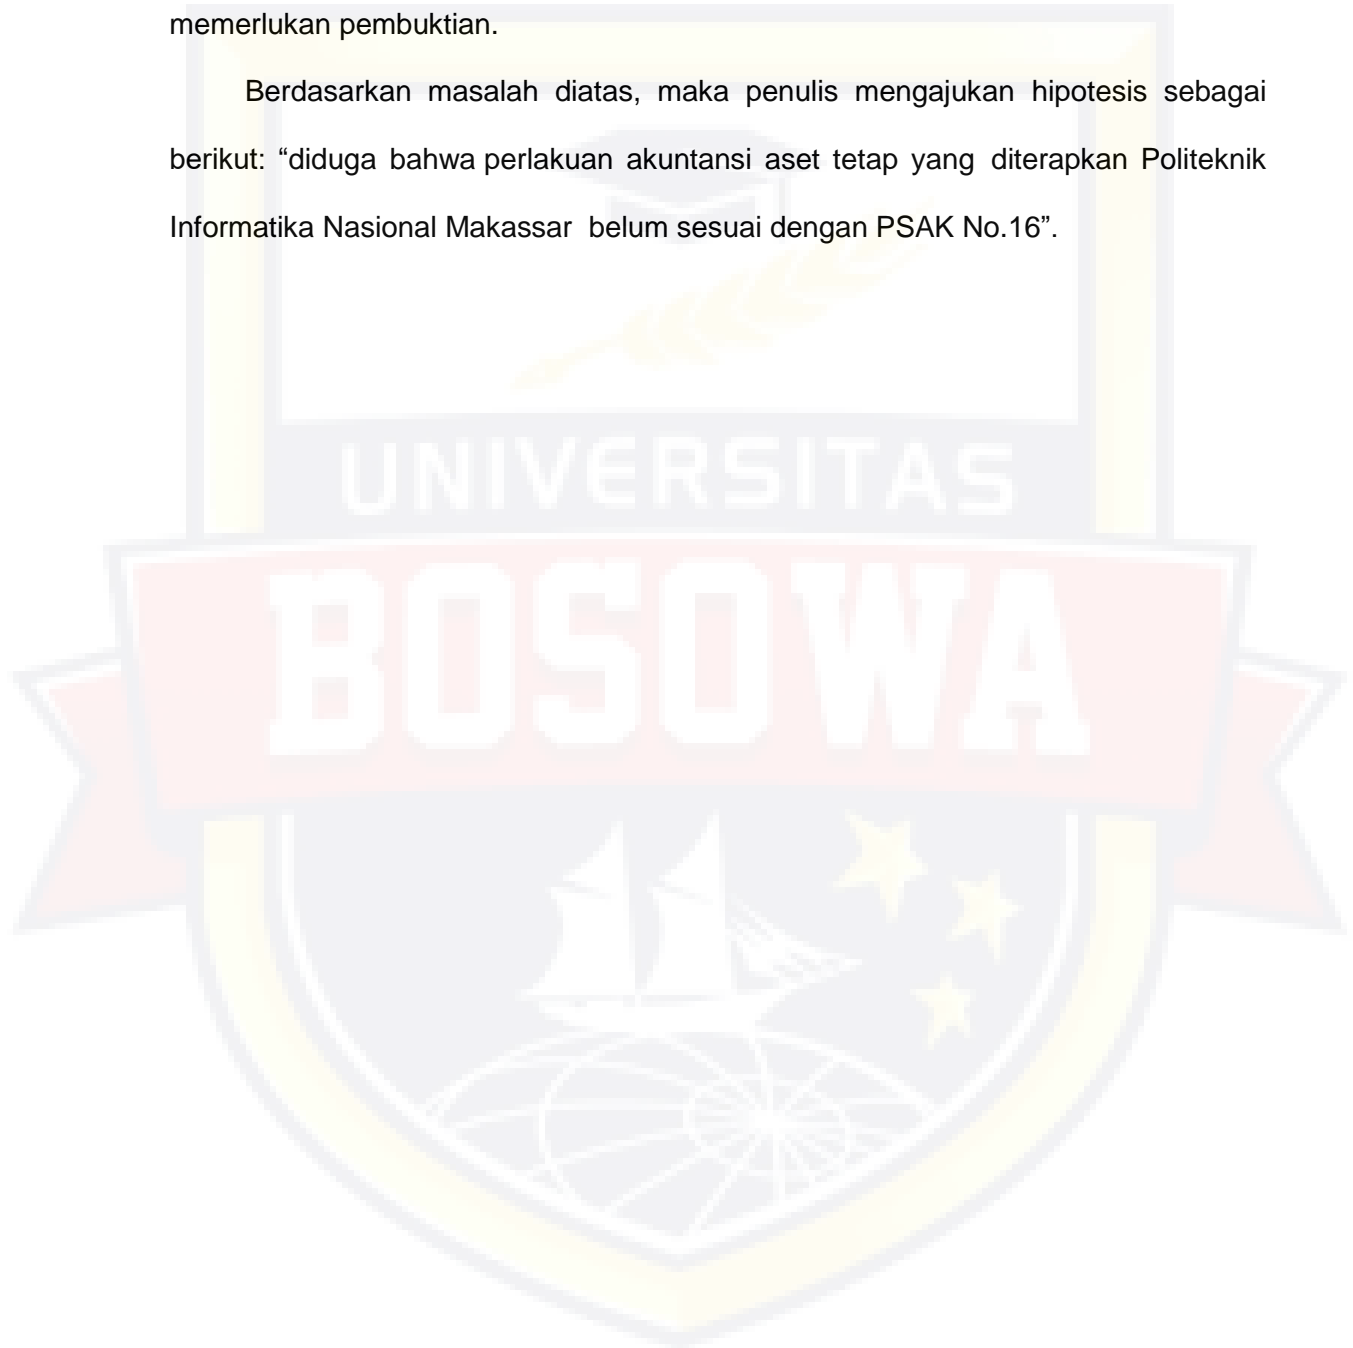 memerlukan pembuktian.
Berdasarkan masalah diatas, maka penulis mengajukan hipotesis sebagai
berikut: “diduga bahwa perlakuan akuntansi aset tetap yang diterapkan Politeknik
Informatika Nasional Makassar belum sesuai dengan PSAK No.16”.
UNIVERSITAS
BOSOWA